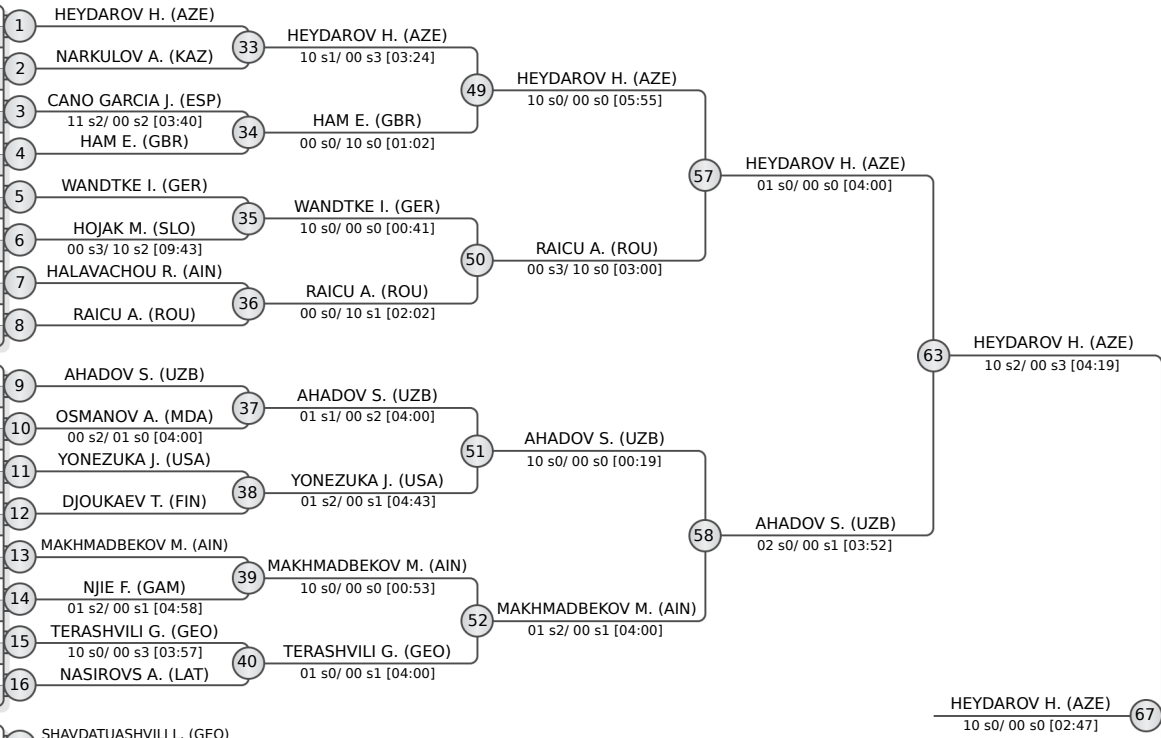 1 HEYDAROV H. (AZE)
2 NARKULOV A. (KAZ)
33 HEYDAROV H. (AZE)
10 s1/ 00 s3 [03:24]
3 CANO GARCIA J. (ESP)
11 s2/ 00 s2 [03:40]
4 HAM E. (GBR)
34 HAM E. (GBR)
00 s0/ 10 s0 [01:02]
49 HEYDAROV H. (AZE)
10 s0/ 00 s0 [05:55]
5 WANDTKE I. (GER)
6 HOJAK M. (SLO)
00 s3/ 10 s2 [09:43]
35 WANDTKE I. (GER)
10 s0/ 00 s0 [00:41]
7 HALAVACHOU R. (AIN)
8 RAICU A. (ROU)
36 RAICU A. (ROU)
00 s0/ 10 s1 [02:02]
50 RAICU A. (ROU)
00 s3/ 10 s0 [03:00]
57 HEYDAROV H. (AZE)
01 s0/ 00 s0 [04:00]
9 AHADOV S. (UZB)
10 OSMANOV A. (MDA)
00 s2/ 01 s0 [04:00]
37 AHADOV S. (UZB)
01 s1/ 00 s2 [04:00]
11 YONEZUKA J. (USA)
12 DJOUKAEV T. (FIN)
38 YONEZUKA J. (USA)
01 s2/ 00 s1 [04:43]
51 AHADOV S. (UZB)
10 s0/ 00 s0 [00:19]
13 MAKHMADBEKOV M. (AIN)
14 NJIE F. (GAM)
01 s2/ 00 s1 [04:58]
39 MAKHMADBEKOV M. (AIN)
10 s0/ 00 s0 [00:53]
15 TERASHVILI G. (GEO)
10 s0/ 00 s3 [03:57]
16 NASIROVS A. (LAT)
40 TERASHVILI G. (GEO)
01 s0/ 00 s1 [04:00]
52 MAKHMADBEKOV M. (AIN)
01 s2/ 00 s1 [04:00]
58 AHADOV S. (UZB)
02 s0/ 00 s1 [03:52]
63 HEYDAROV H. (AZE)
10 s2/ 00 s3 [04:19]
HEYDAROV H. (AZE) 67
10 s0/ 00 s0 [02:47]
SHAVDATUASHVILI L. (GEO)